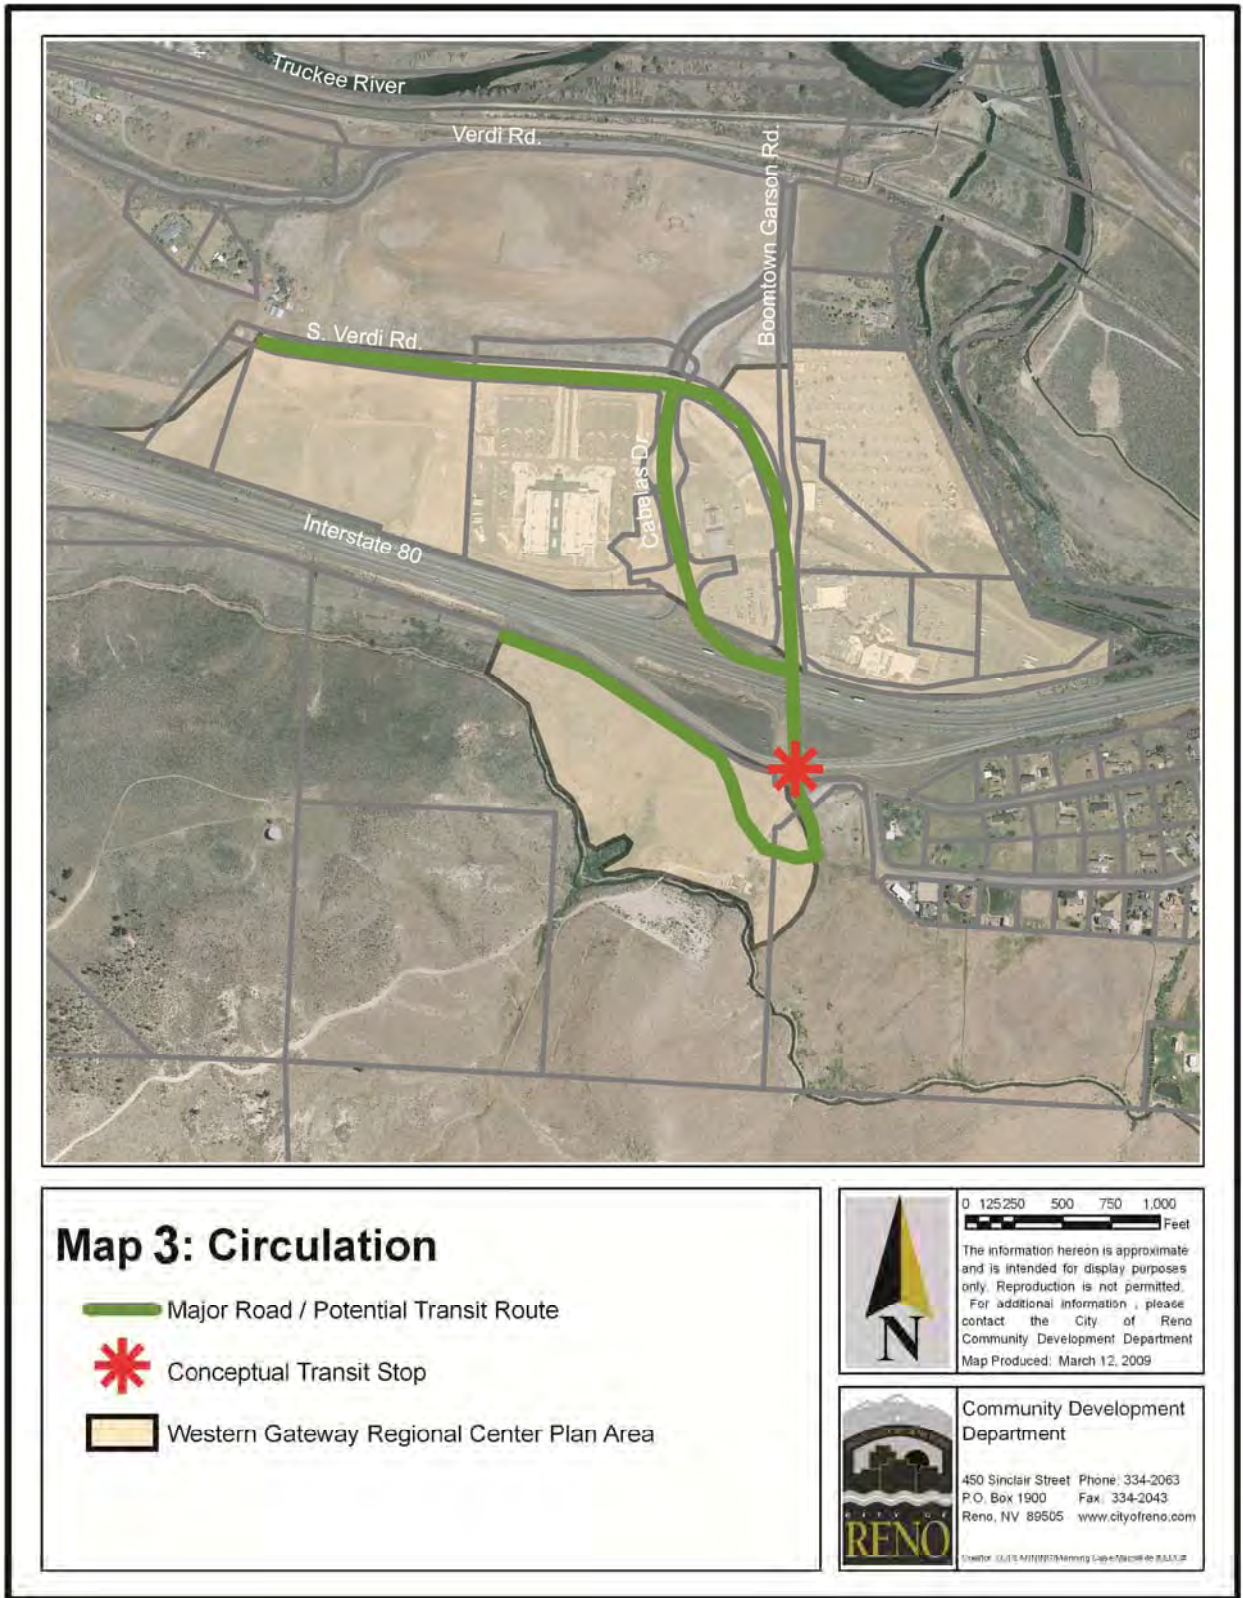 Truckee River
Verdi Rd.
Boomtown Garson Rd.
S. Verdi Rd.
Cabelas Dr.
Interstate 80
Map 3: Circulation
Major Road / Potential Transit Route
Conceptual Transit Stop
Western Gateway Regional Center Plan Area
N
0 125 250 500 750 1,000
Feet
The information hereon is approximate
and is intended for display purposes
only. Reproduction is not permitted.
For additional information , please
contact the City of Reno
Community Development Department
Map Produced: March 12, 2009
CITY OF
RENO
Community Development
Department
450 Sinclair Street Phone: 334-2063
P.O. Box 1900 Fax: 334-2043
Reno, NV 89505 www.cityofreno.com